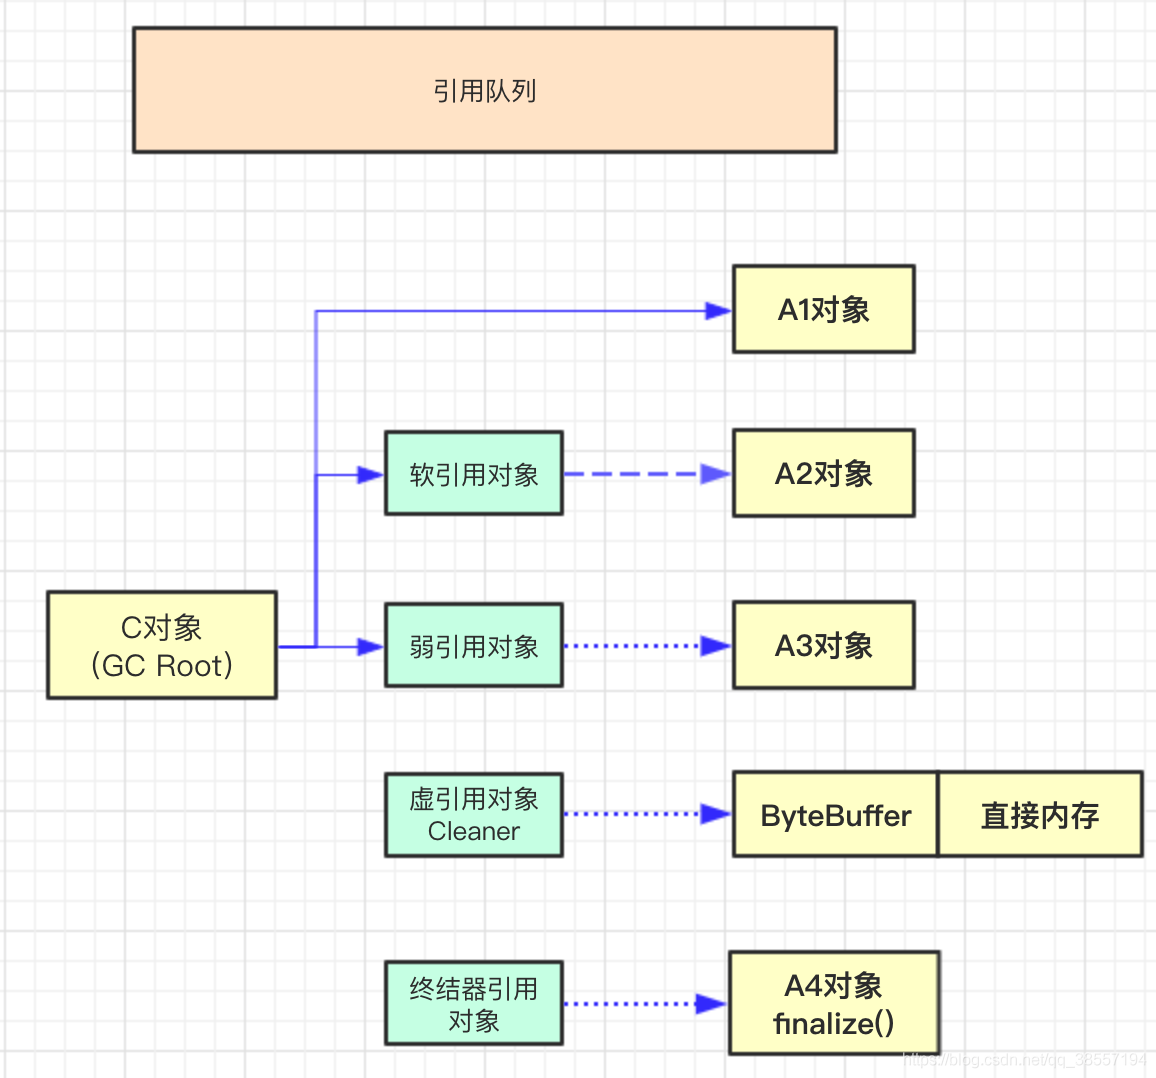 引用队列
A1对象
软引用对象
A2对象
C对象
(GC Root)
弱引用对象
A3对象
虚引用对象
Cleaner
ByteBuffer
直接内存
终结器引用
对象
A4对象
finalize()
https://blog.csdn.net/qq_38557194